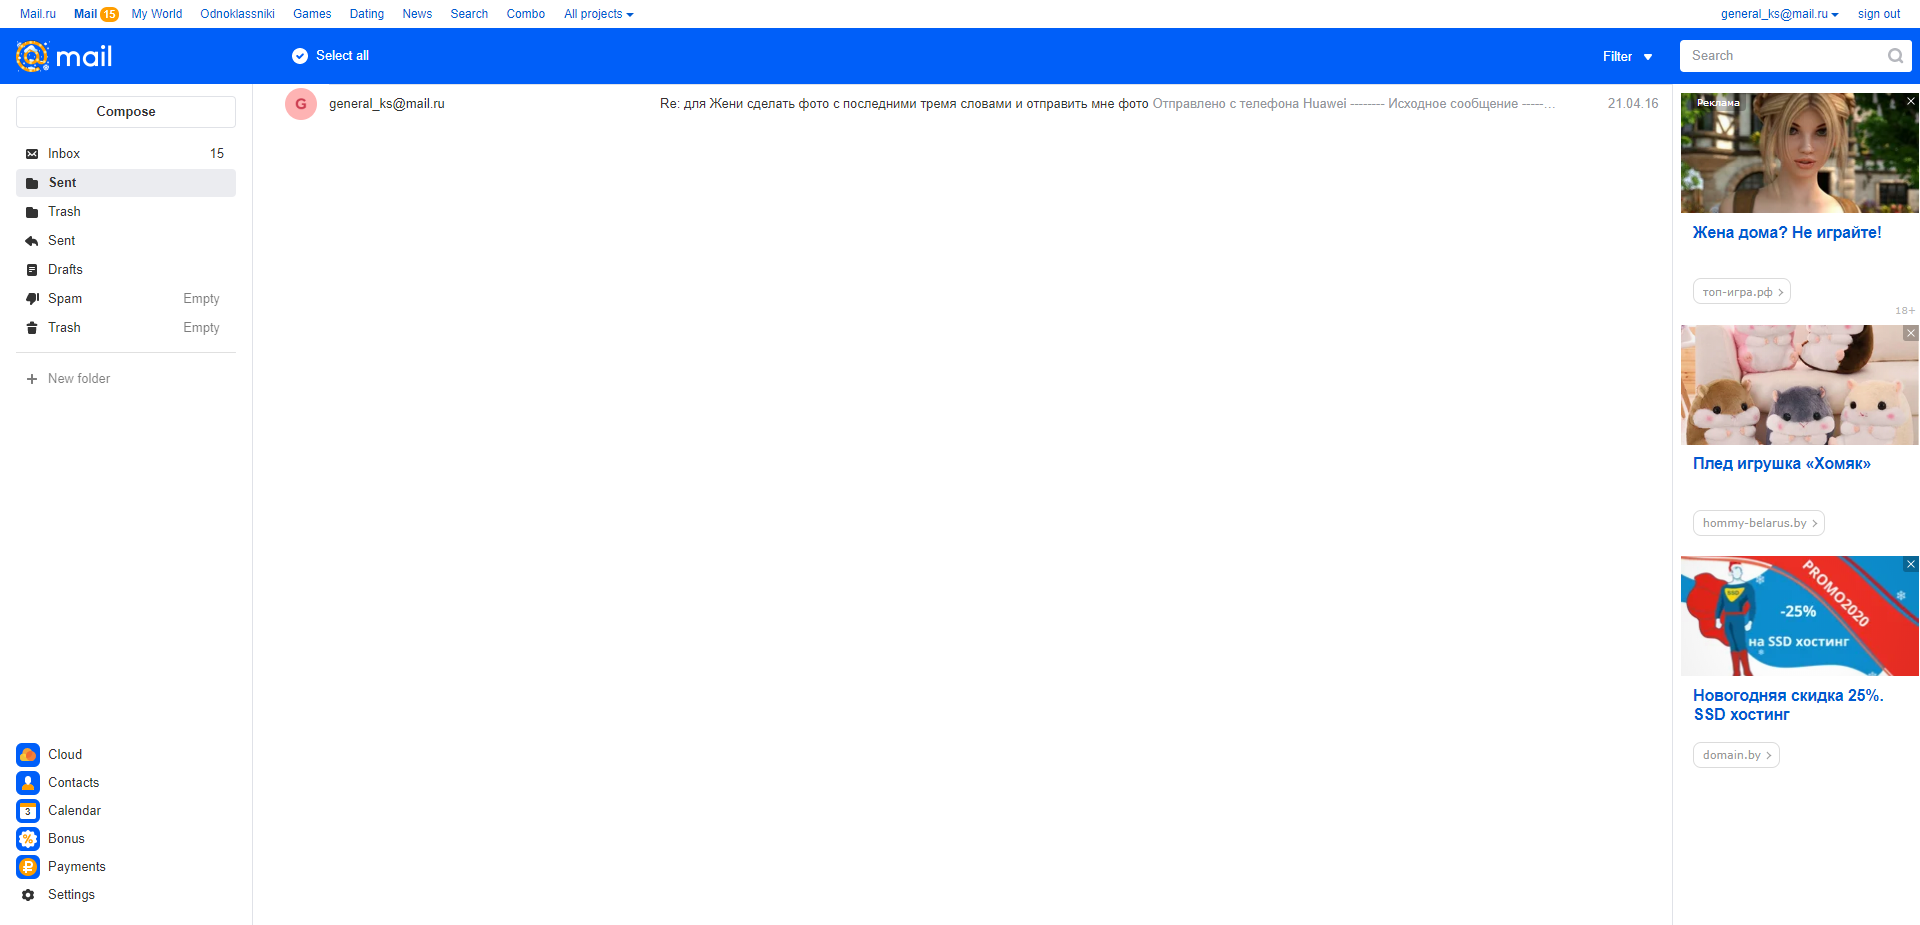 Mail.ru Mail 15 My World Odnoklassniki Games Dating News Search Combo All projects general_ks@mail.ru sign out
@mail Select all Filter Search
Compose
Inbox 15
Sent
Trash
Sent
Drafts
Spam Empty
Trash Empty
New folder
Cloud
Contacts
3 Calendar
% Bonus
₽ Payments
Settings
G general_ks@mail.ru Re: для Жени сделать фото с последними тремя словами и отправить мне фото Отправлено с телефона Huawei -------- Исходное сообщение -----... 21.04.16
Реклама
Жена дома? Не играйте!
топ-игра.рф
18+
Плед игрушка «Хомяк»
hommy-belarus.by
PROMO2020
SSD
-25%
на SSD хостинг
Новогодняя скидка 25%.
SSD хостинг
domain.by